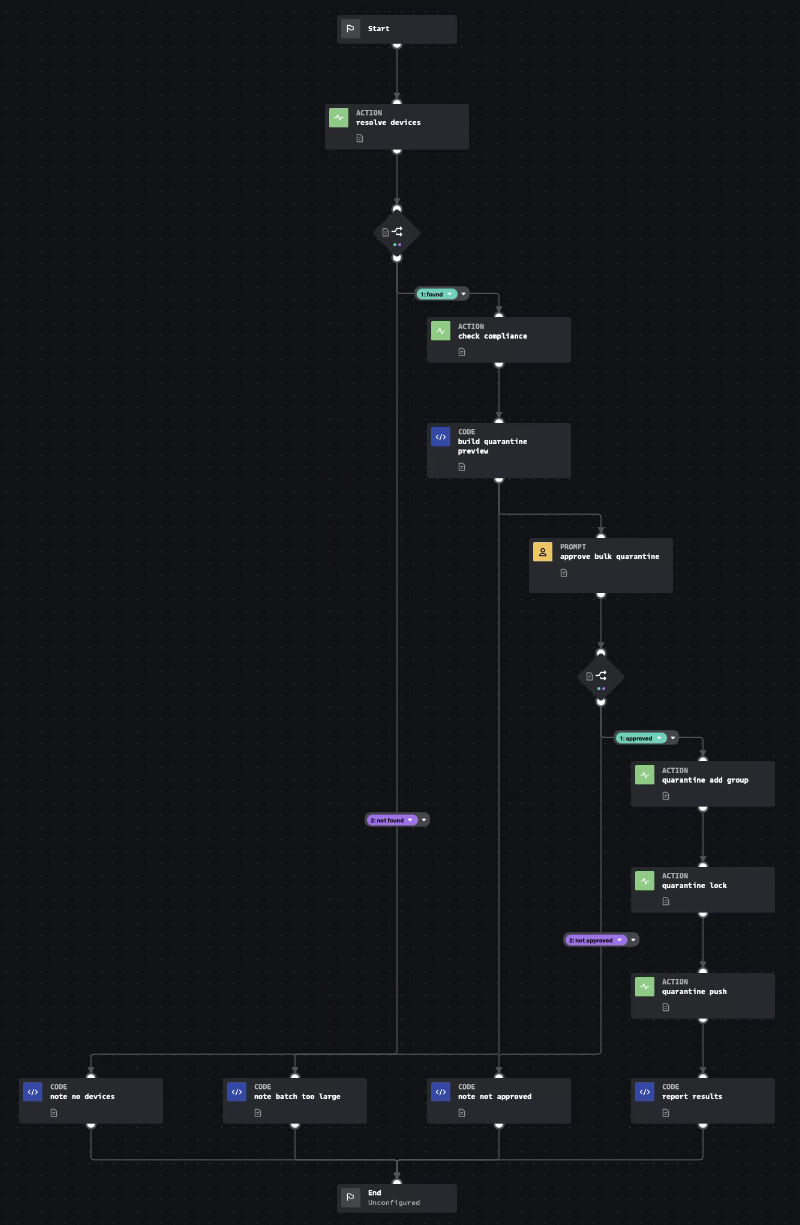 Start
ACTION
resolve devices
1: found
ACTION
check compliance
CODE
build quarantine
preview
PROMPT
approve bulk quarantine
1: approved
ACTION
quarantine add group
2: not found
ACTION
quarantine lock
2: not approved
ACTION
quarantine push
CODE
note no devices
CODE
note batch too large
CODE
note not approved
CODE
report results
End
Unconfigured